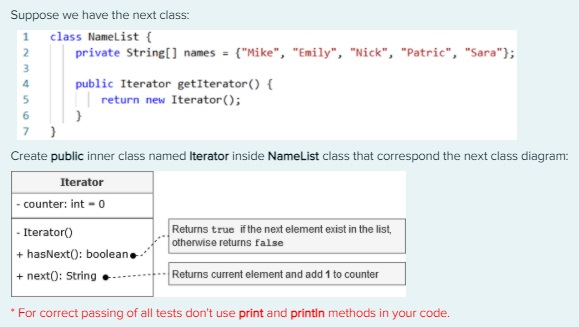 Suppose we have the next class:
1 class NameList {
2 private String[] names = {"Mike", "Emily", "Nick", "Patric", "Sara"};
3
4 public Iterator getIterator() {
5 return new Iterator();
6 }
7 }
Create public inner class named Iterator inside NameList class that correspond the next class diagram:
Iterator
- counter: int = 0
- Iterator()
+ hasNext(): boolean
+ next(): String
Returns true if the next element exist in the list,
otherwise returns false
Returns current element and add 1 to counter
* For correct passing of all tests don't use print and println methods in your code.